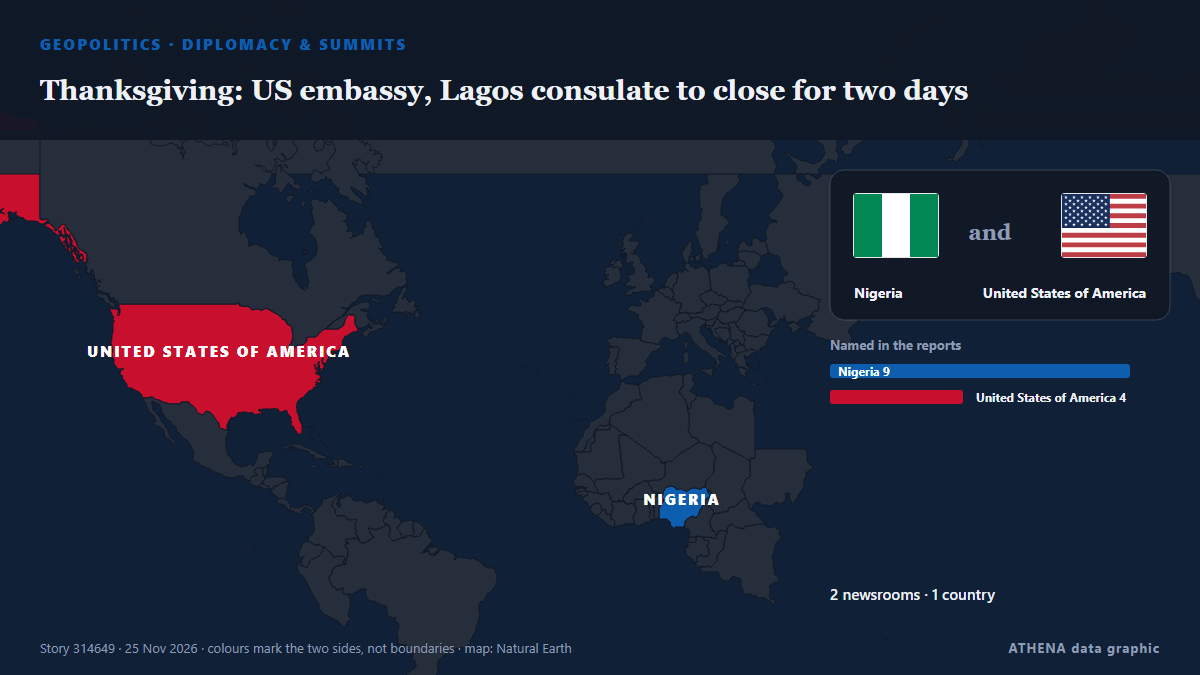 GEOPOLITICS · DIPLOMACY & SUMMITS
Thanksgiving: US embassy, Lagos consulate to close for two days
and
Nigeria
United States of America
Named in the reports
Nigeria 9
United States of America 4
UNITED STATES OF AMERICA
NIGERIA
2 newsrooms · 1 country
Story 314649 · 25 Nov 2026 · colours mark the two sides, not boundaries · map: Natural Earth
ATHENA data graphic